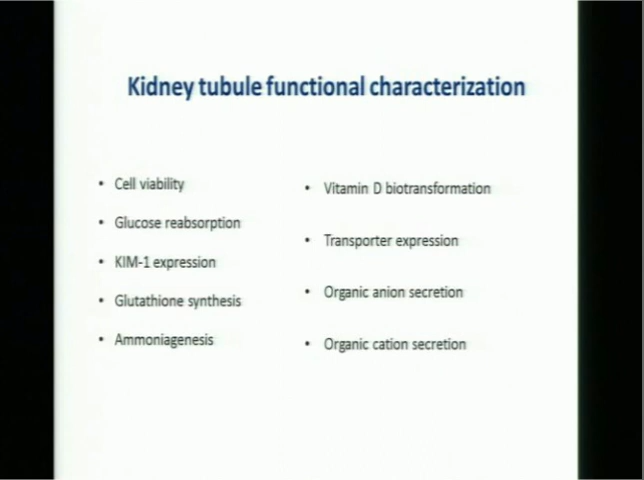 Kidney tubule functional characterization
• Cell viability
• Glucose reabsorption
• KIM-1 expression
• Glutathione synthesis
• Ammoniagenesis
• Vitamin D biotransformation
• Transporter expression
• Organic anion secretion
• Organic cation secretion